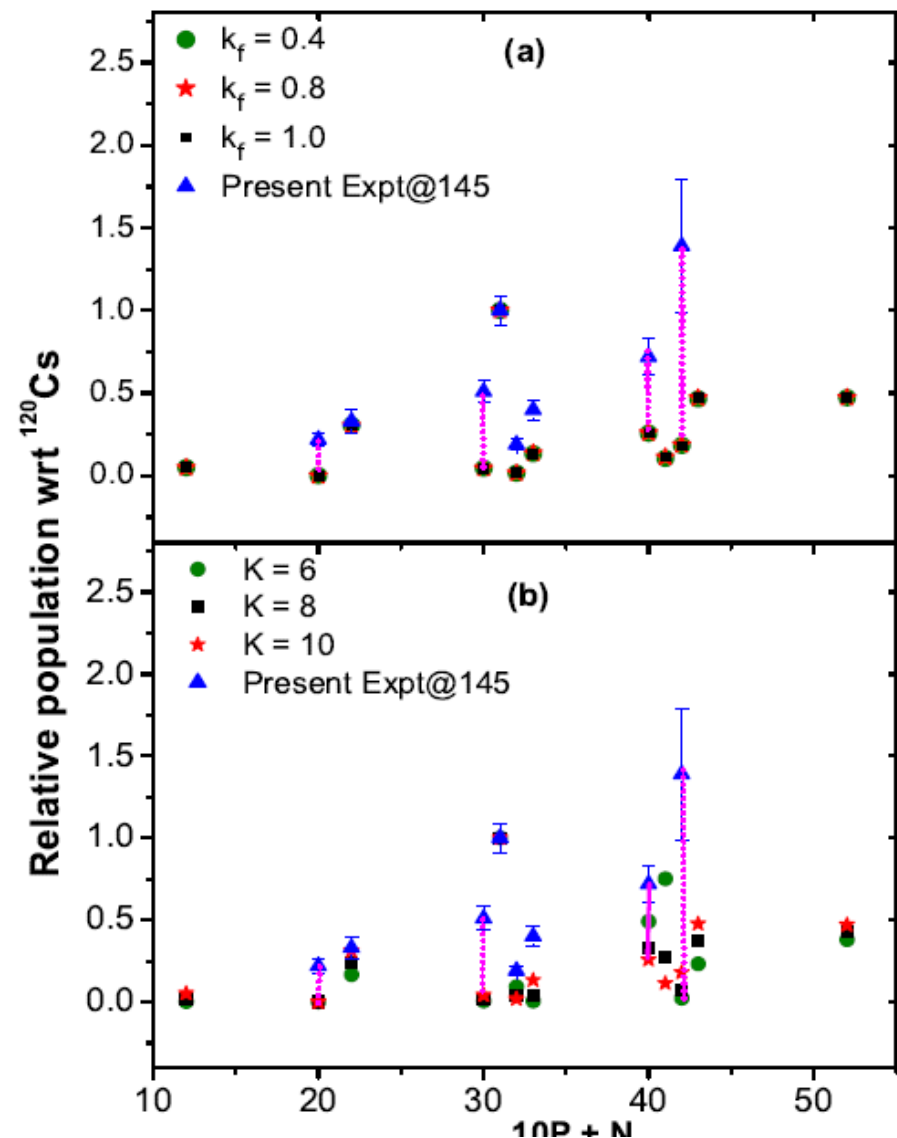 Relative population wrt ¹²⁰Cs
2.5
2.0
1.5
1.0
0.5
0.0
k_f = 0.4
k_f = 0.8
k_f = 1.0
Present Expt@145
(a)
2.5
2.0
1.5
1.0
0.5
0.0
K = 6
K = 8
K = 10
Present Expt@145
(b)
10 20 30 40 50
10P + N